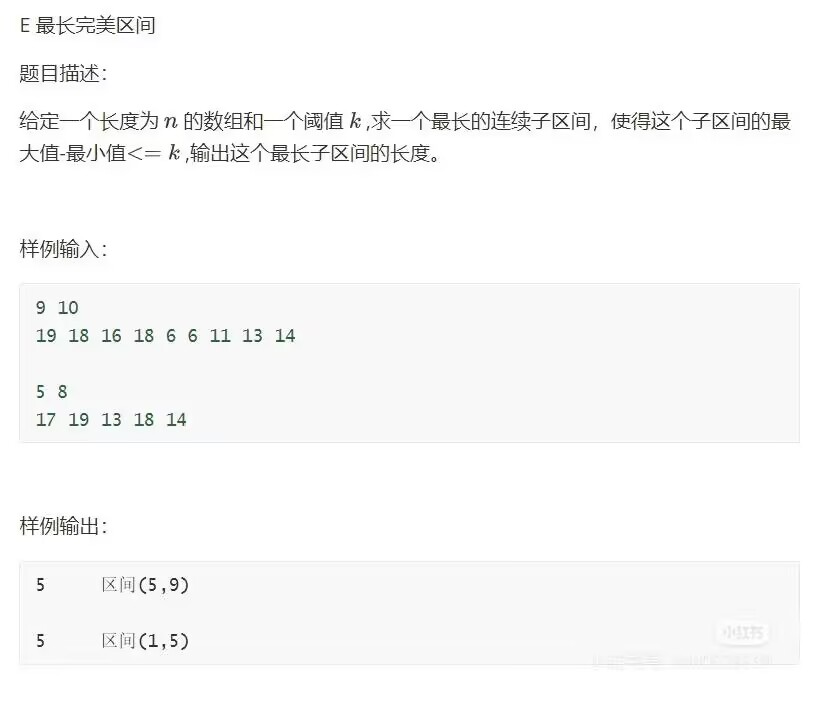 E 最长完美区间
题目描述：
给定一个长度为 n 的数组和一个阈值 k ,求一个最长的连续子区间，使得这个子区间的最
大值-最小值<= k ,输出这个最长子区间的长度。
样例输入：
9 10
19 18 16 18 6 6 11 13 14
5 8
17 19 13 18 14
样例输出：
5 区间(5,9)
5 区间(1,5)
小红书